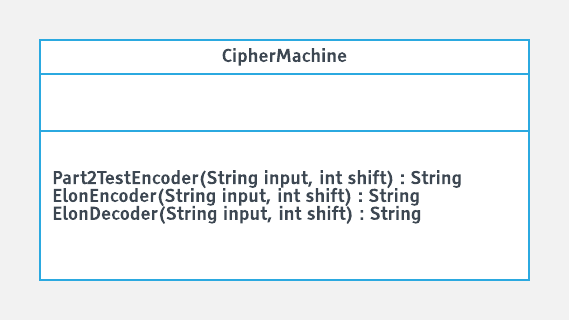 CipherMachine
Part2TestEncoder(String input, int shift) : String
ElonEncoder(String input, int shift) : String
ElonDecoder(String input, int shift) : String